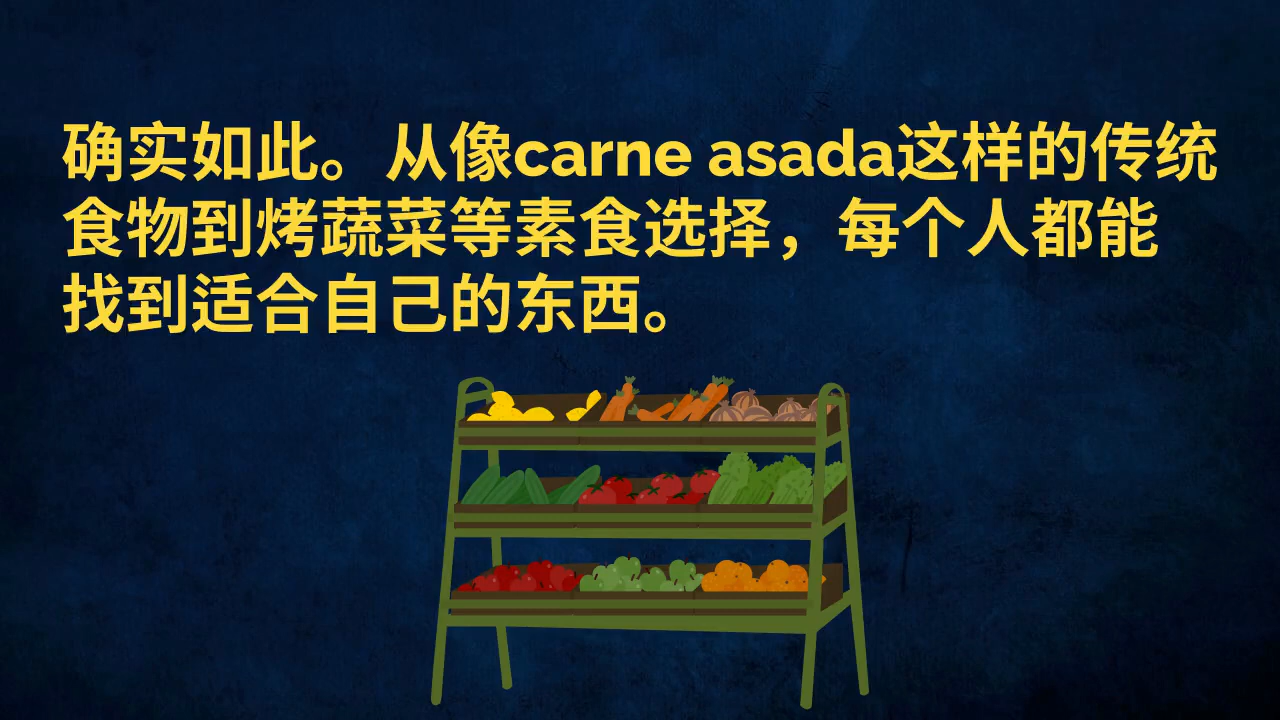 确实如此。从像carne asada这样的传统
食物到烤蔬菜等素食选择，每个人都能
找到适合自己的东西。